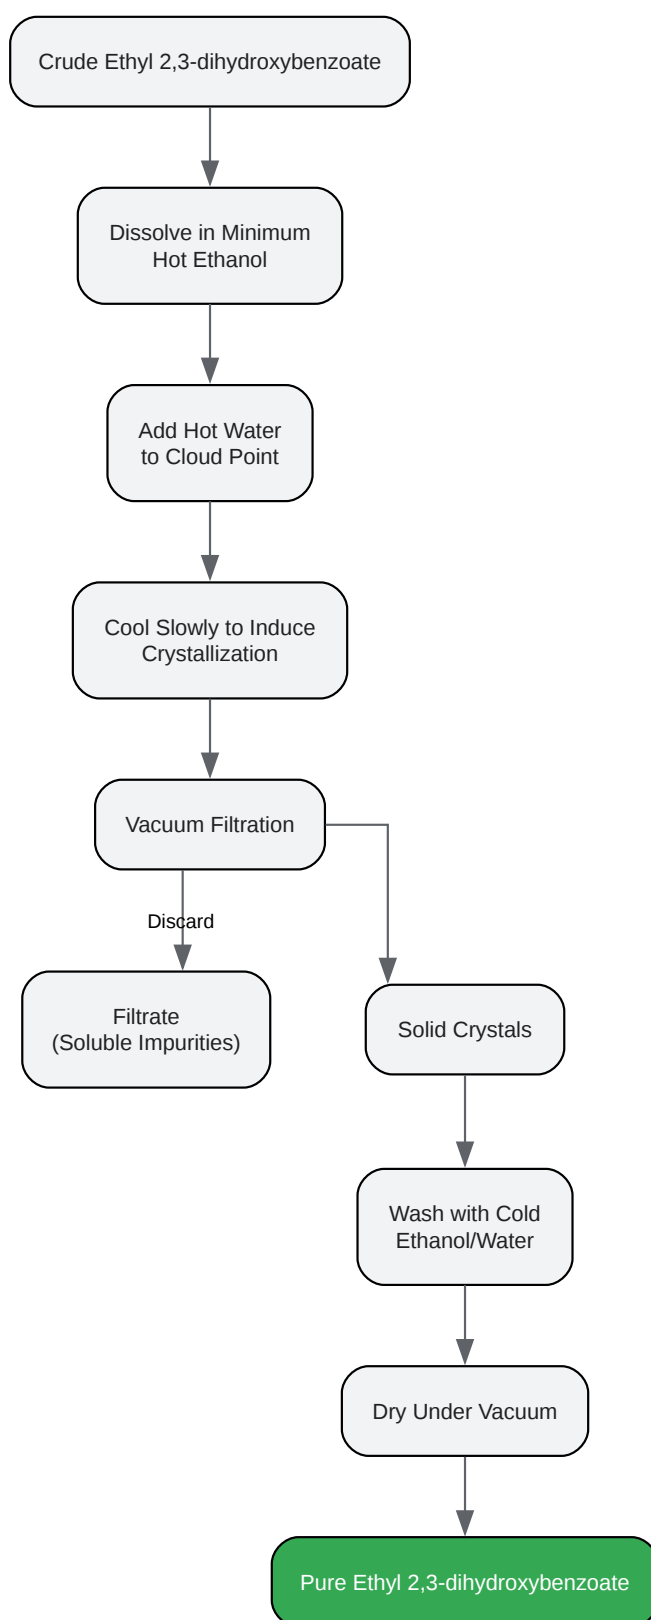 Crude Ethyl 2,3-dihydroxybenzoate
Dissolve in Minimum
Hot Ethanol
Add Hot Water
to Cloud Point
Cool Slowly to Induce
Crystallization
Vacuum Filtration
Discard
Filtrate
(Soluble Impurities)
Solid Crystals
Wash with Cold
Ethanol/Water
Dry Under Vacuum
Pure Ethyl 2,3-dihydroxybenzoate